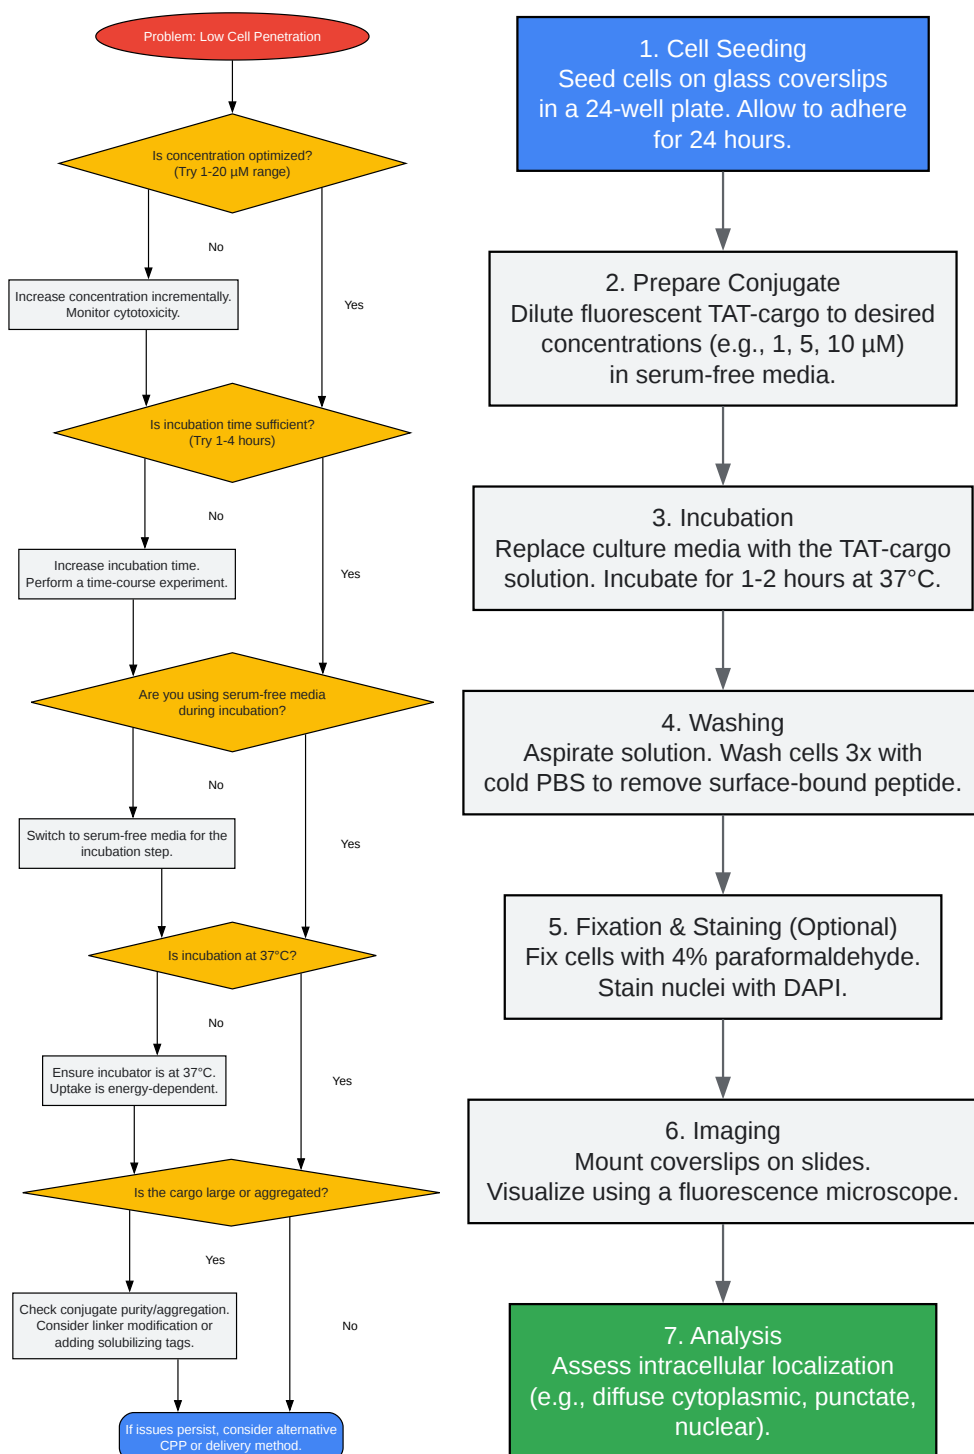 Problem: Low Cell Penetration
Is concentration optimized?
(Try 1-20 µM range)
No
Yes
Increase concentration incrementally.
Monitor cytotoxicity.
Is incubation time sufficient?
(Try 1-4 hours)
No
Yes
Increase incubation time.
Perform a time-course experiment.
Are you using serum-free media
during incubation?
No
Yes
Switch to serum-free media for the
incubation step.
Is incubation at 37°C?
No
Yes
Ensure incubator is at 37°C.
Uptake is energy-dependent.
Is the cargo large or aggregated?
Yes
No
Check conjugate purity/aggregation.
Consider linker modification or
adding solubilizing tags.
If issues persist, consider alternative
CPP or delivery method.
1. Cell Seeding
Seed cells on glass coverslips
in a 24-well plate. Allow to adhere
for 24 hours.
2. Prepare Conjugate
Dilute fluorescent TAT-cargo to desired
concentrations (e.g., 1, 5, 10 µM)
in serum-free media.
3. Incubation
Replace culture media with the TAT-cargo
solution. Incubate for 1-2 hours at 37°C.
4. Washing
Aspirate solution. Wash cells 3x with
cold PBS to remove surface-bound peptide.
5. Fixation & Staining (Optional)
Fix cells with 4% paraformaldehyde.
Stain nuclei with DAPI.
6. Imaging
Mount coverslips on slides.
Visualize using a fluorescence microscope.
7. Analysis
Assess intracellular localization
(e.g., diffuse cytoplasmic, punctate,
nuclear).